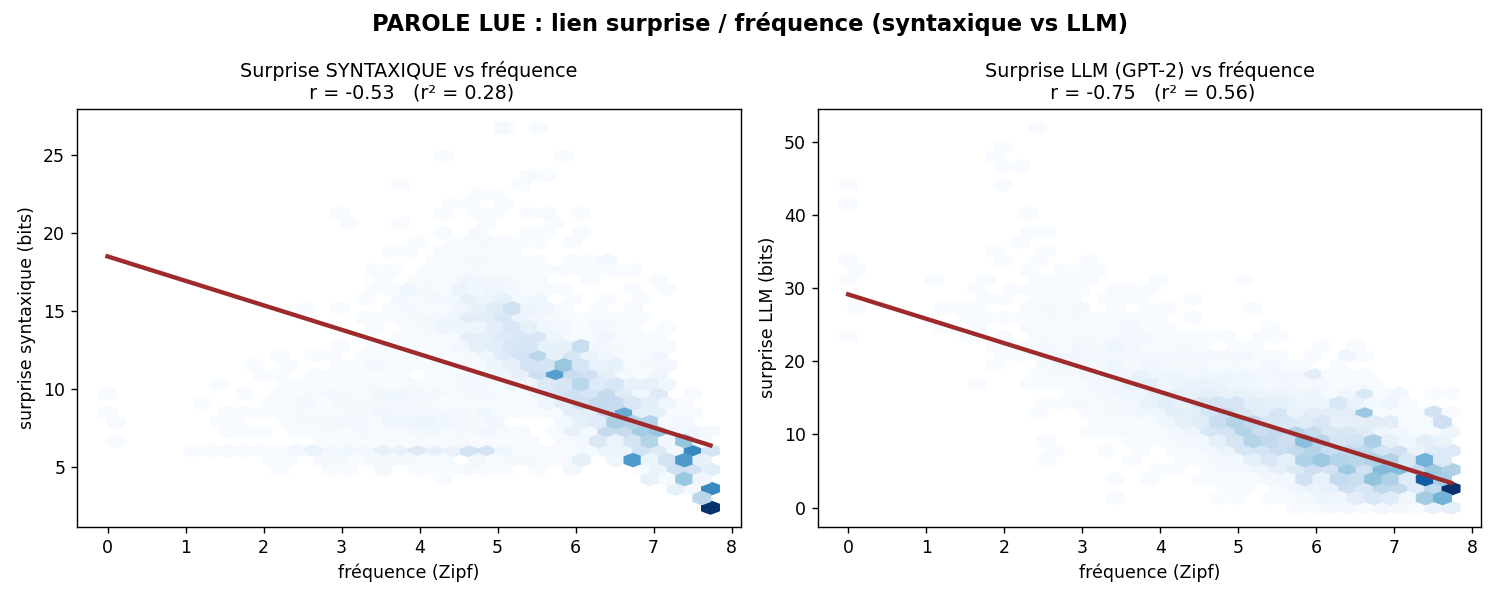 PAROLE LUE : lien surprise / fréquence (syntaxique vs LLM)
Surprise SYNTAXIQUE vs fréquence
r = -0.53   (r² = 0.28)
surprise syntaxique (bits)
25
20
15
10
5
0 1 2 3 4 5 6 7 8
fréquence (Zipf)
Surprise LLM (GPT-2) vs fréquence
r = -0.75   (r² = 0.56)
surprise LLM (bits)
50
40
30
20
10
0
0 1 2 3 4 5 6 7 8
fréquence (Zipf)